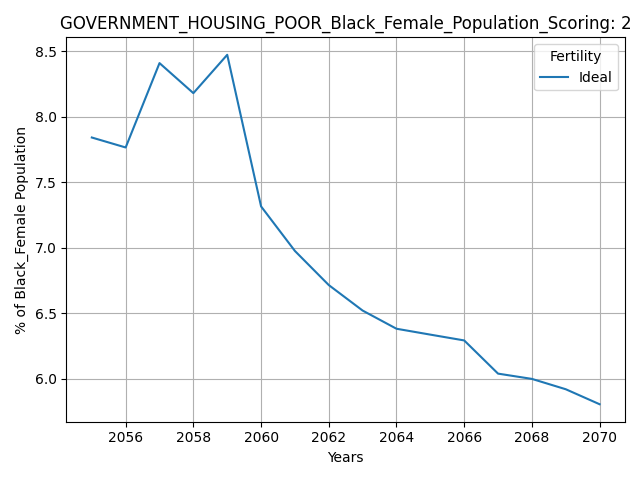 GOVERNMENT_HOUSING_POOR_Black_Female_Population_Scoring: 2
Fertility
Ideal
% of Black_Female Population
8.5
8.0
7.5
7.0
6.5
6.0
2056 2058 2060 2062 2064 2066 2068 2070
Years